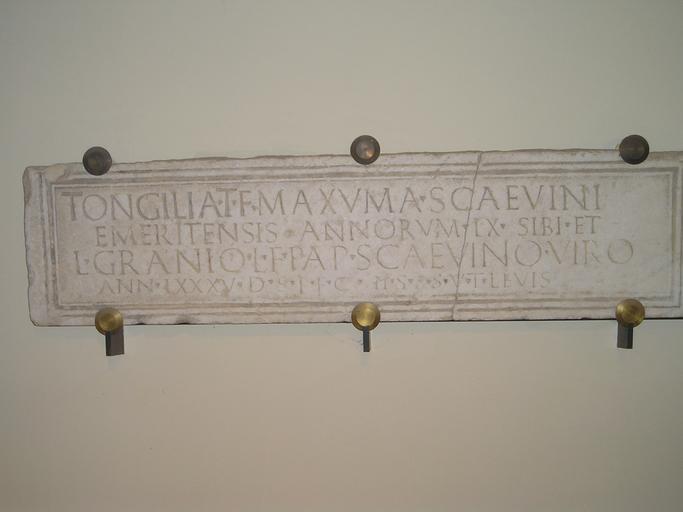 TONGILIA·T·F·MAXVMA·SCAEVINI
EMERITENSIS·ANNORVM·LX·SIBI·ET
L·GRANIO·L·F·PAP·SCAEVINO·VIRO
ANN·LXXXV·D·S·T·F·C·H·S·S·S·V·T·LEVIS